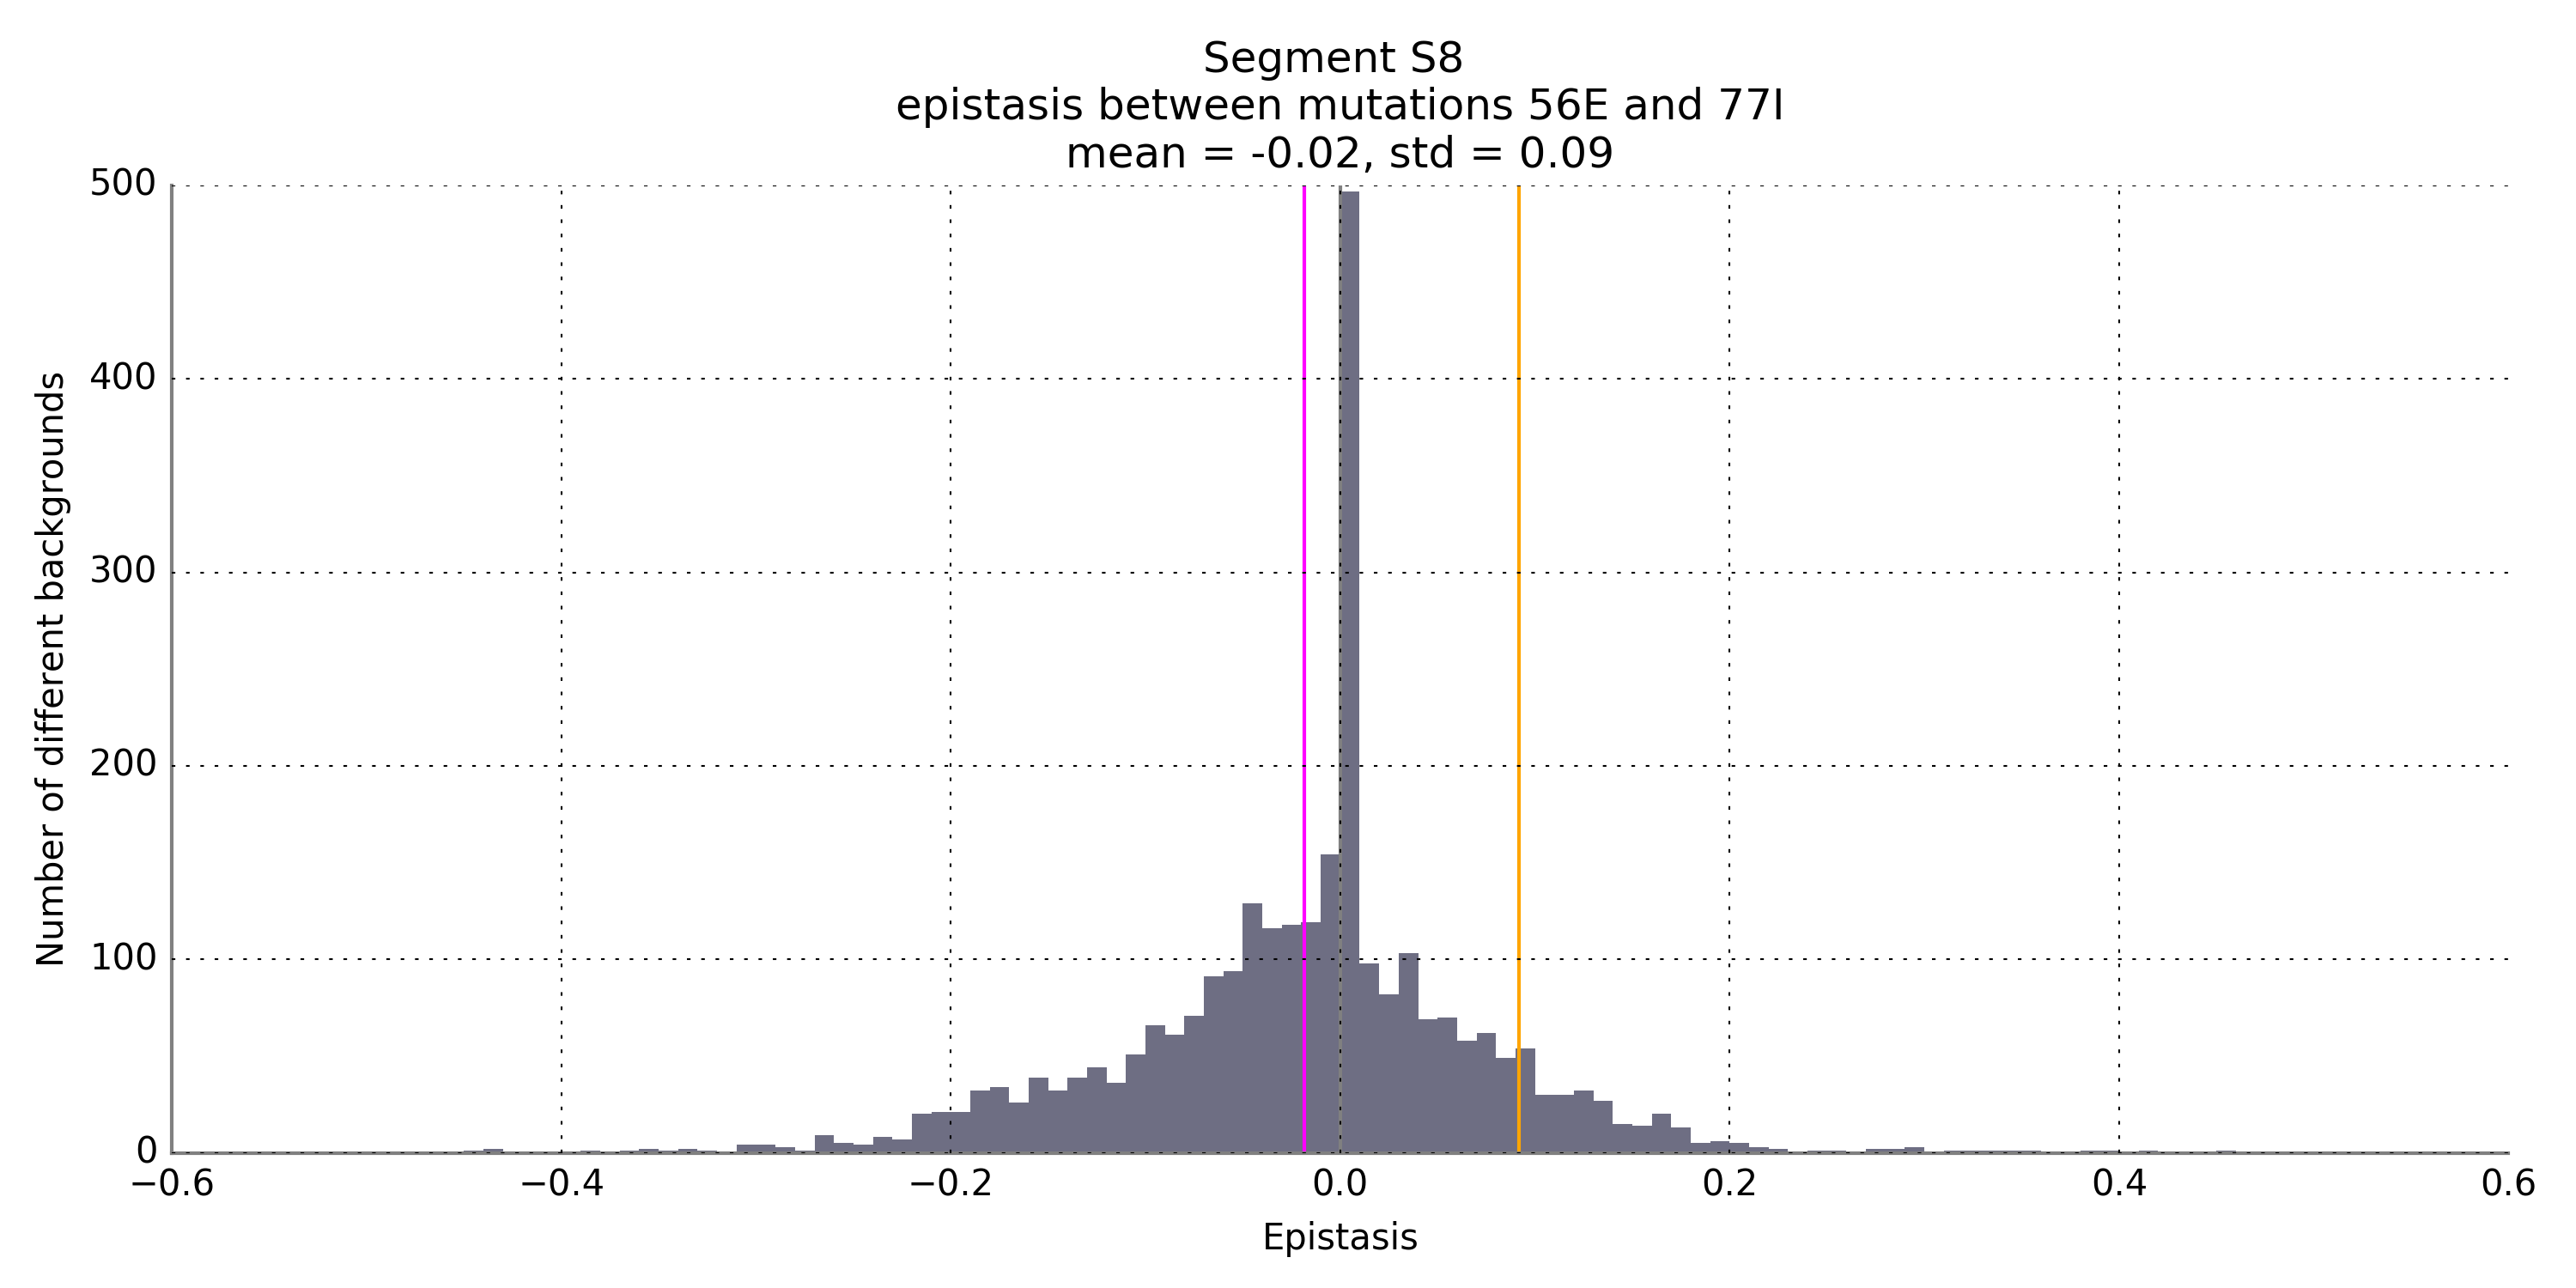 Segment S8
epistasis between mutations 56E and 77I
mean = -0.02, std = 0.09
500
400
300
200
100
0
Number of different backgrounds
−0.6 −0.4 −0.2 0.0 0.2 0.4 0.6
Epistasis